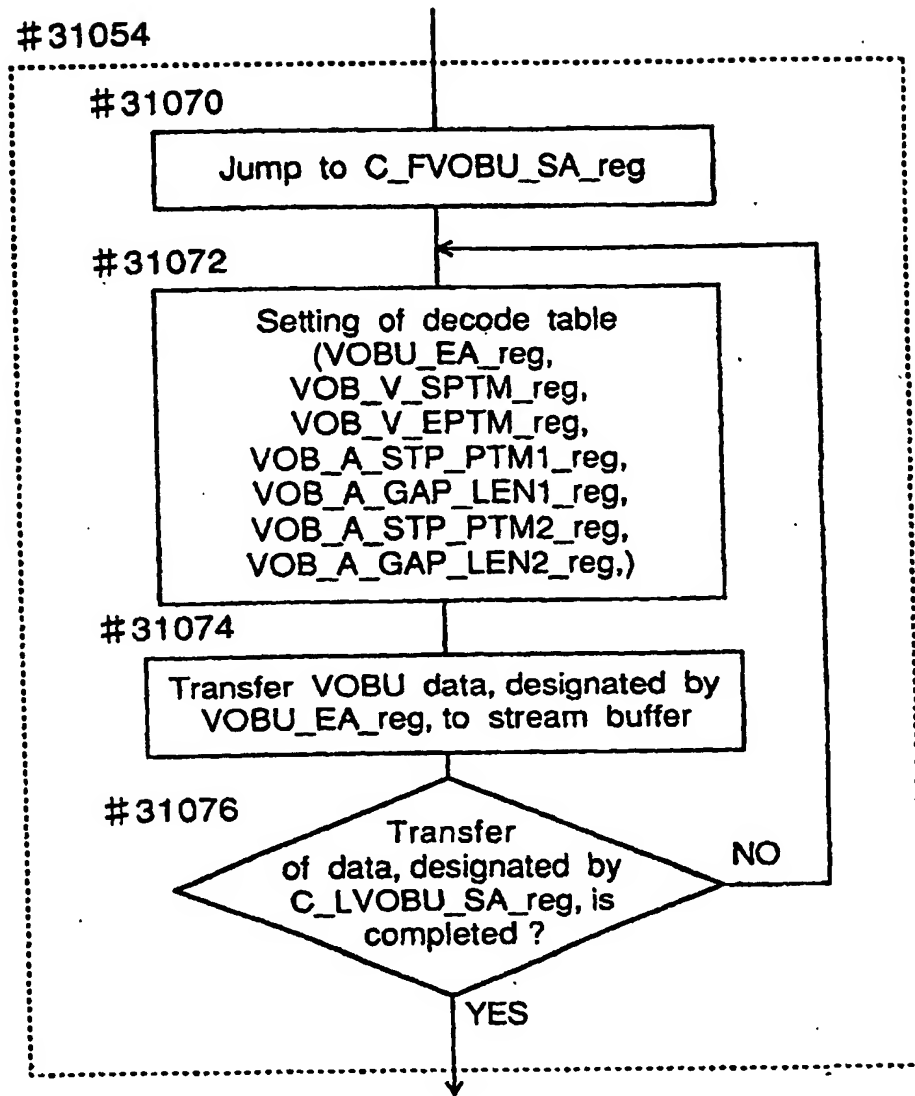 #31054
#31070
Jump to C_FVOBU_SA_reg
#31072
Setting of decode table
(VOBU_EA_reg,
VOB_V_SPTM_reg,
VOB_V_EPTM_reg,
VOB_A_STP_PTM1_reg,
VOB_A_GAP_LEN1_reg,
VOB_A_STP_PTM2_reg,
VOB_A_GAP_LEN2_reg,)
#31074
Transfer VOBU data, designated by
VOBU_EA_reg, to stream buffer
#31076
Transfer
of data, designated by
C_LVOBU_SA_reg, is
completed ?
NO
YES